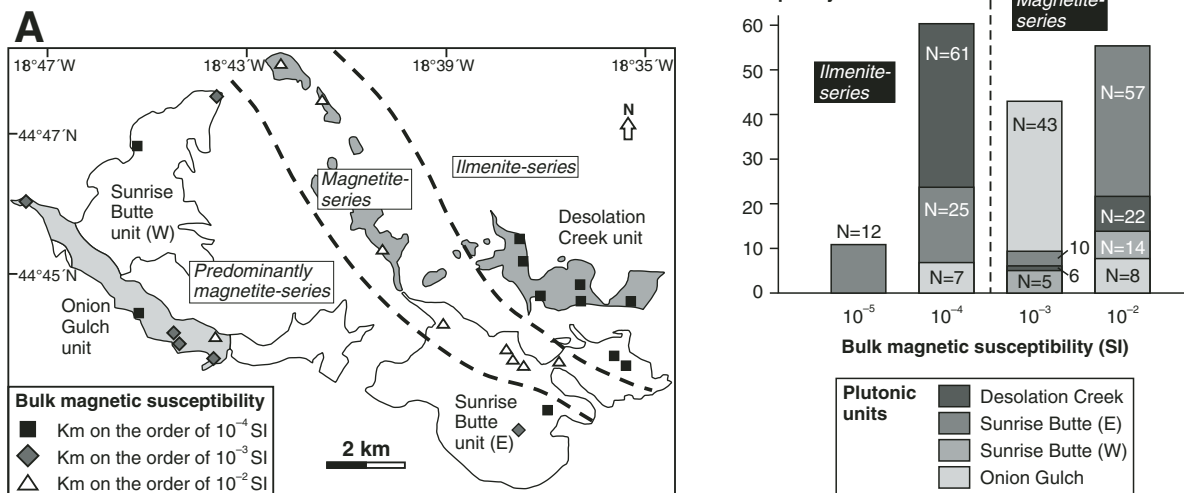 A
18°47´W
18°43´W
18°39´W
18°35´W
44°47´N
44°45´N
N
Sunrise
Butte
unit (W)
Magnetite-
series
Ilmenite-series
Desolation
Creek unit
Predominantly
magnetite-series
Onion
Gulch
unit
Sunrise
Butte
unit (E)
2 km
Bulk magnetic susceptibility
Km on the order of 10⁻⁴ SI
Km on the order of 10⁻³ SI
Km on the order of 10⁻² SI
Magnetite-
series
Ilmenite-
series
60
50
40
30
20
10
0
N=12
N=61
N=25
N=7
N=43
10
6
N=5
N=57
N=22
N=14
N=8
10⁻⁵
10⁻⁴
10⁻³
10⁻²
Bulk magnetic susceptibility (SI)
Plutonic
units
Desolation Creek
Sunrise Butte (E)
Sunrise Butte (W)
Onion Gulch